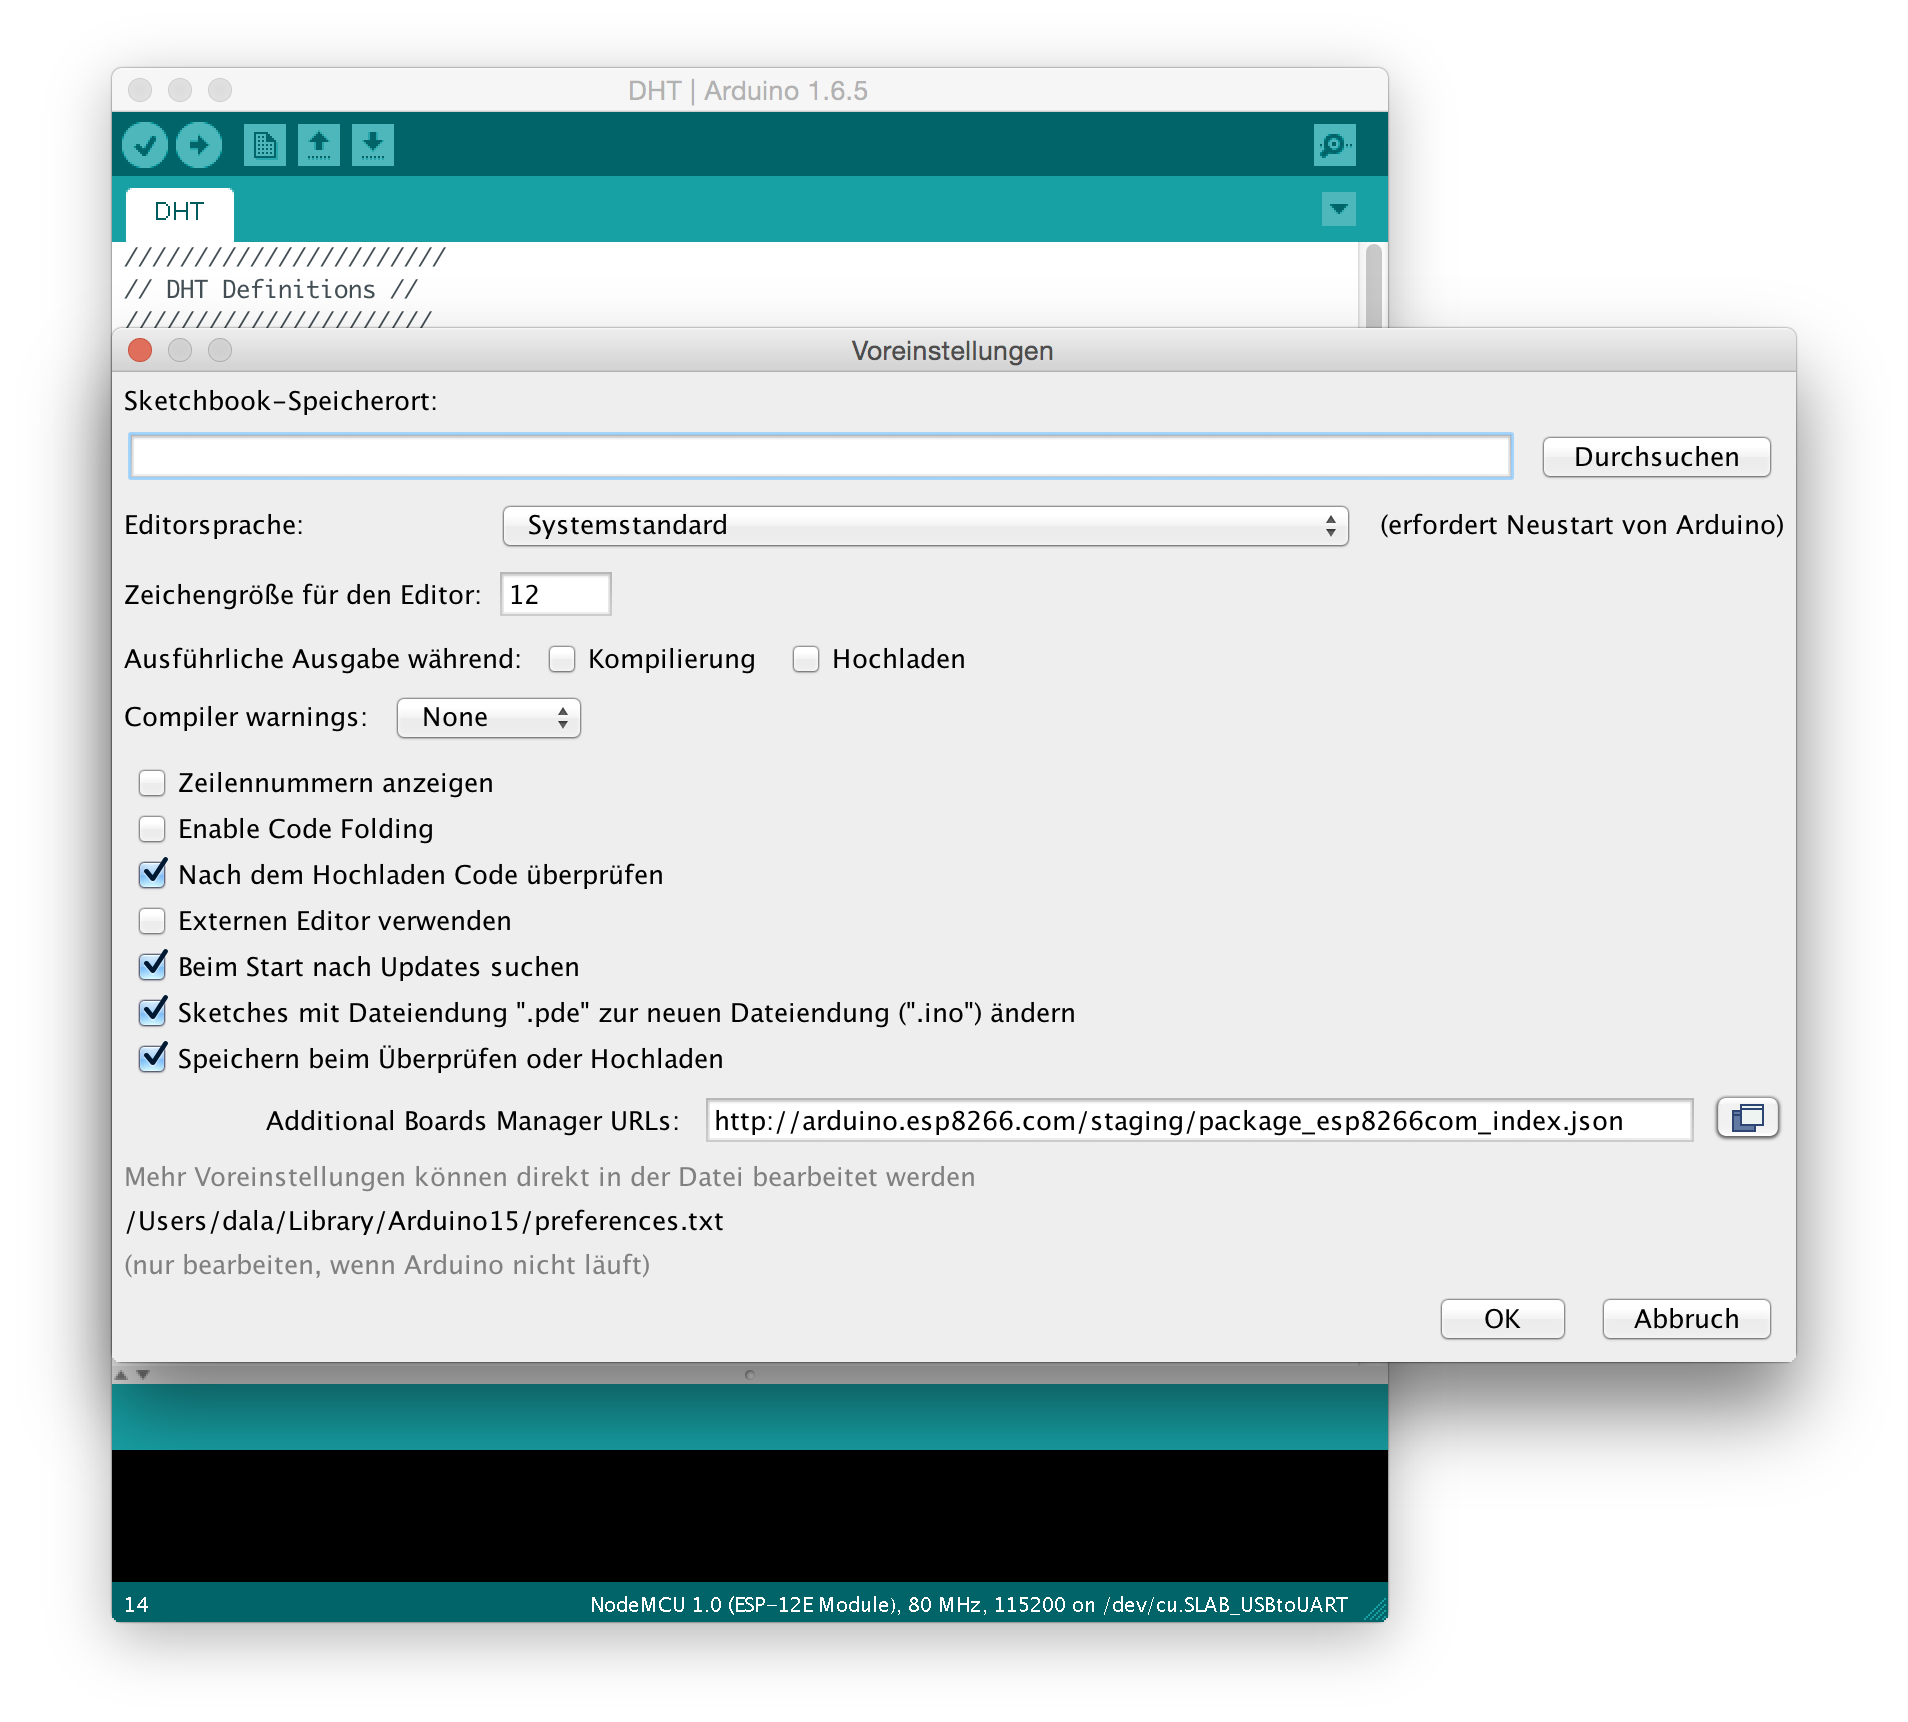 DHT | Arduino 1.6.5
DHT
///////////////////////
// DHT Definitions //
//////////////////////
Voreinstellungen
Sketchbook-Speicherort:
Durchsuchen
Editorsprache: Systemstandard (erfordert Neustart von Arduino)
Zeichengröße für den Editor: 12
Ausführliche Ausgabe während: Kompilierung Hochladen
Compiler warnings: None
Zeilennummern anzeigen
Enable Code Folding
Nach dem Hochladen Code überprüfen
Externen Editor verwenden
Beim Start nach Updates suchen
Sketches mit Dateiendung ".pde" zur neuen Dateiendung (".ino") ändern
Speichern beim Überprüfen oder Hochladen
Additional Boards Manager URLs: http://arduino.esp8266.com/staging/package_esp8266com_index.json
Mehr Voreinstellungen können direkt in der Datei bearbeitet werden
/Users/dala/Library/Arduino15/preferences.txt
(nur bearbeiten, wenn Arduino nicht läuft)
OK Abbruch
14 NodeMCU 1.0 (ESP-12E Module), 80 MHz, 115200 on /dev/cu.SLAB_USBtoUART